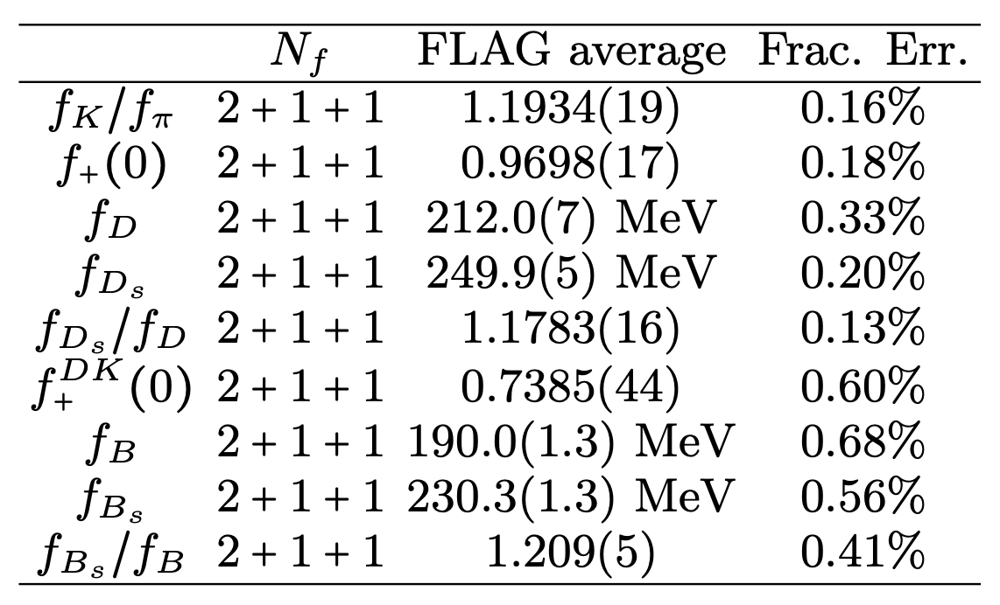 N_f FLAG average Frac. Err.
f_K/f_π 2 + 1 + 1 1.1934(19) 0.16%
f_+(0) 2 + 1 + 1 0.9698(17) 0.18%
f_D 2 + 1 + 1 212.0(7) MeV 0.33%
f_{D_s} 2 + 1 + 1 249.9(5) MeV 0.20%
f_{D_s}/f_D 2 + 1 + 1 1.1783(16) 0.13%
f_+^{DK}(0) 2 + 1 + 1 0.7385(44) 0.60%
f_B 2 + 1 + 1 190.0(1.3) MeV 0.68%
f_{B_s} 2 + 1 + 1 230.3(1.3) MeV 0.56%
f_{B_s}/f_B 2 + 1 + 1 1.209(5) 0.41%